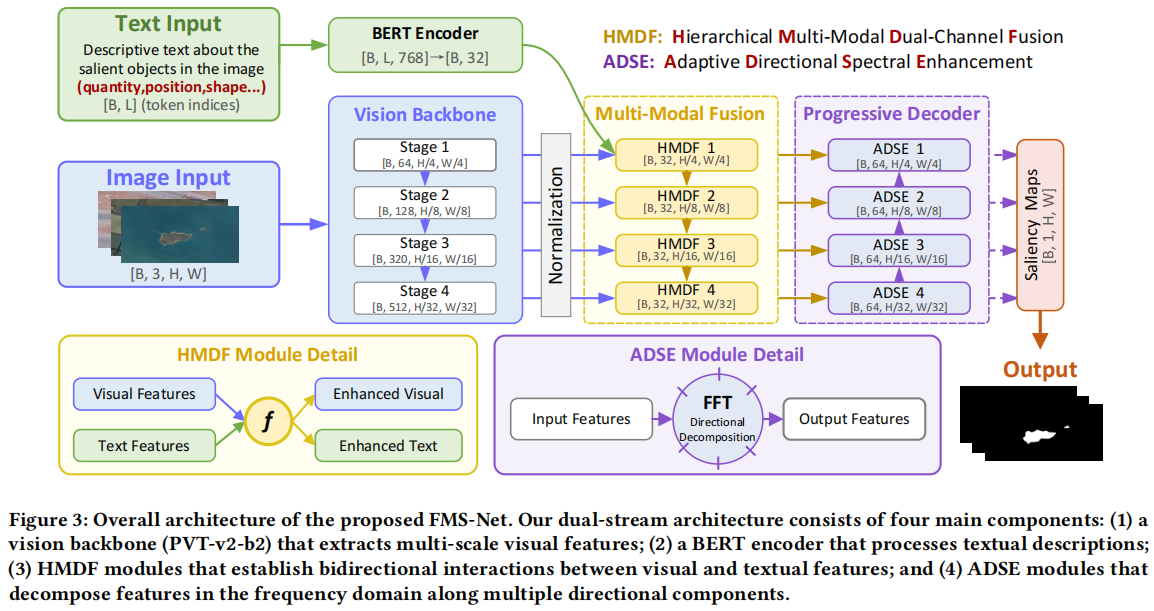 Text Input
Descriptive text about the
salient objects in the image
(quantity,position,shape...)
[B, L] (token indices)
BERT Encoder
[B, L, 768]→[B, 32]
HMDF: Hierarchical Multi-Modal Dual-Channel Fusion
ADSE: Adaptive Directional Spectral Enhancement
Image Input
[B, 3, H, W]
Vision Backbone
Stage 1
[B, 64, H/4, W/4]
Stage 2
[B, 128, H/8, W/8]
Stage 3
[B, 320, H/16, W/16]
Stage 4
[B, 512, H/32, W/32]
Normalization
Multi-Modal Fusion
HMDF 1
[B, 32, H/4, W/4]
HMDF 2
[B, 32, H/8, W/8]
HMDF 3
[B, 32, H/16, W/16]
HMDF 4
[B, 32, H/32, W/32]
Progressive Decoder
ADSE 1
[B, 64, H/4, W/4]
ADSE 2
[B, 64, H/8, W/8]
ADSE 3
[B, 64, H/16, W/16]
ADSE 4
[B, 64, H/32, W/32]
Saliency Maps
[B, 1, H, W]
Output
HMDF Module Detail
Visual Features
Text Features
f
Enhanced Visual
Enhanced Text
ADSE Module Detail
Input Features
FFT
Directional
Decomposition
Output Features
Figure 3: Overall architecture of the proposed FMS-Net. Our dual-stream architecture consists of four main components: (1) a
vision backbone (PVT-v2-b2) that extracts multi-scale visual features; (2) a BERT encoder that processes textual descriptions;
(3) HMDF modules that establish bidirectional interactions between visual and textual features; and (4) ADSE modules that
decompose features in the frequency domain along multiple directional components.